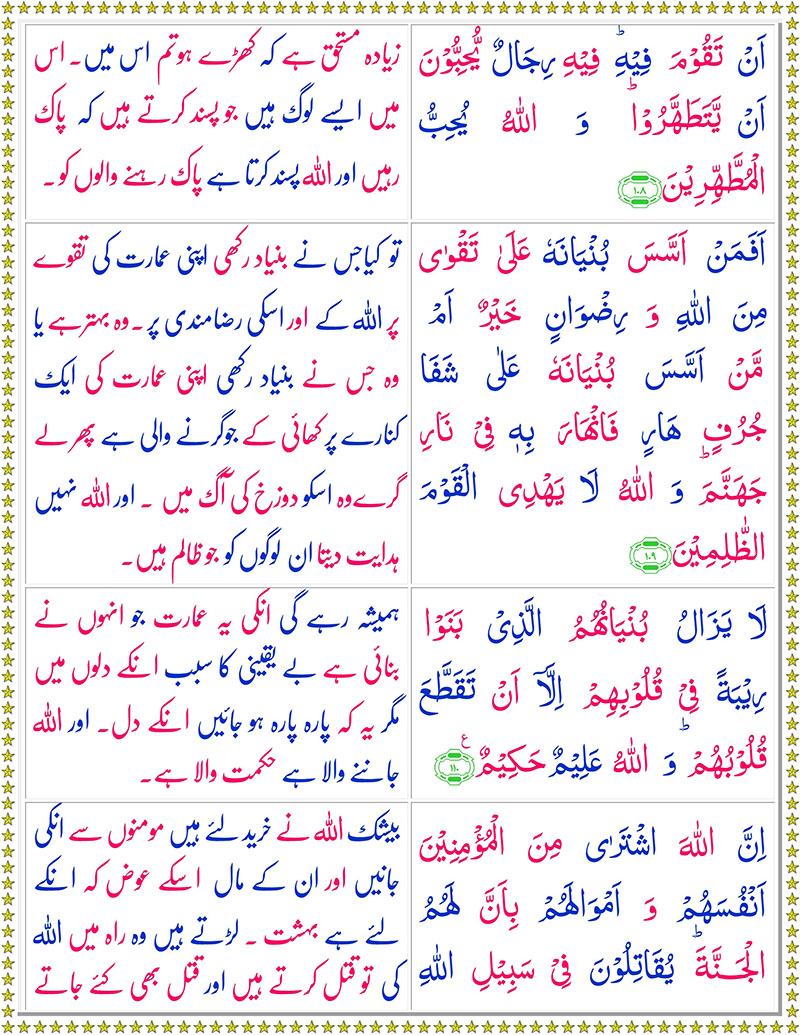 اَنۡ تَقُوۡمَ فِيۡهِ‌ؕ فِيۡهِ رِجَالٌ يُّحِبُّوۡنَ
اَنۡ يَّتَطَهَّرُوۡا‌ؕ وَ اللّٰهُ يُحِبُّ
الۡمُطَّهِّرِيۡنَ ﴿۱۰۸﴾
زیادہ مستحق ہے کہ کھڑے ہو تم اس میں۔ اس
میں ایسے لوگ ہیں جو پسند کرتے ہیں کہ پاک
رہیں اور اللہ پسند کرتا ہے پاک رہنے والوں کو۔
اَفَمَنۡ اَسَّسَ بُنۡيَانَهٗ عَلٰى تَقۡوٰى
مِنَ اللّٰهِ وَ رِضۡوَانٍ خَيۡرٌ اَمۡ
مَّنۡ اَسَّسَ بُنۡيَانَهٗ عَلٰى شَفَا
جُرُفٍ هَارٍ فَانۡهَارَ بِهٖ فِىۡ نَارِ
جَهَنَّمَ‌ؕ وَ اللّٰهُ لَا يَهۡدِى الۡقَوۡمَ
الظّٰلِمِيۡنَ ﴿۱۰۹﴾
تو کیا جس نے بنیاد رکھی اپنی عمارت کی تقوے
پر اللہ کے اور اسکی رضامندی پر۔ وہ بہتر ہے یا
وہ جس نے بنیاد رکھی اپنی عمارت کی ایک
کنارے پر کھائی کے جو گرنے والی ہے پھر لے
گرے وہ اسکو دوزخ کی آگ میں ۔ اور اللہ نہیں
ہدایت دیتا ان لوگوں کو جو ظالم ہیں۔
لَا يَزَالُ بُنۡيَانُهُمُ الَّذِىۡ بَنَوۡا
رِيۡبَةً فِىۡ قُلُوۡبِهِمۡ اِلَّاۤ اَنۡ تَقَطَّعَ
قُلُوۡبُهُمۡ‌ؕ وَ اللّٰهُ عَلِيۡمٌ حَكِيۡمٌ ﴿۱۱۰﴾ ع
ہمیشہ رہے گی انکی یہ عمارت جو انہوں نے
بنائی ہے بے یقینی کا سبب انکے دلوں میں
مگر یہ کہ پارہ پارہ ہو جائیں انکے دل۔ اور اللہ
جاننے والا ہے حکمت والا ہے۔
اِنَّ اللّٰهَ اشۡتَرٰى مِنَ الۡمُؤۡمِنِيۡنَ
اَنۡفُسَهُمۡ وَ اَمۡوَالَهُمۡ بِاَنَّ لَهُمُ
الۡجَــنَّةَ‌ؕ يُقَاتِلُوۡنَ فِىۡ سَبِيۡلِ اللّٰهِ
بیشک اللہ نے خرید لئے ہیں مومنوں سے انکی
جانیں اور ان کے مال اسکے عوض کہ انکے
لئے ہے بہشت ۔ لڑتے ہیں وہ راہ میں اللہ
کی تو قتل کرتے ہیں اور قتل بھی کئے جاتے